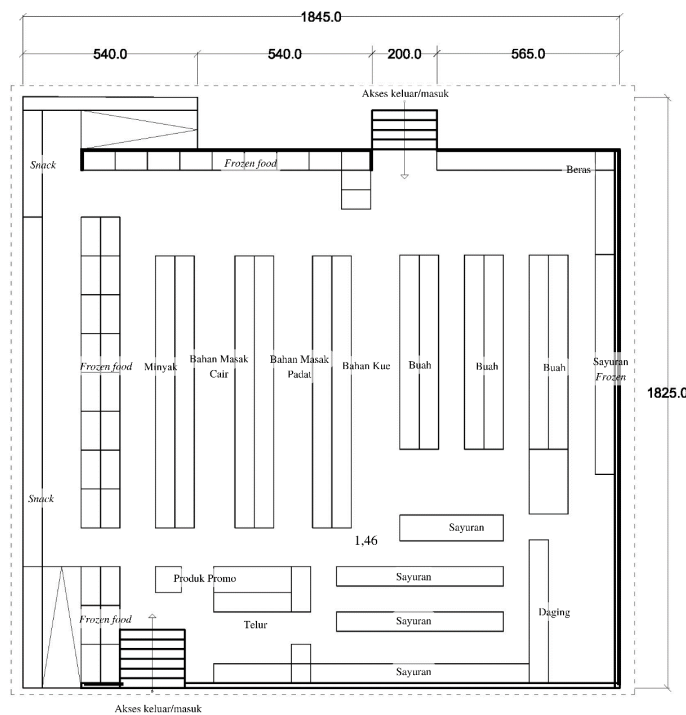 1845.0
540.0
540.0
200.0
565.0
Akses keluar/masuk
Snack
Frozen food
Beras
Frozen food
Minyak
Bahan Masak
Cair
Bahan Masak
Padat
Bahan Kue
Buah
Buah
Buah
Sayuran
Frozen
1825.0
Snack
1,46
Sayuran
Produk Promo
Sayuran
Frozen food
Telur
Sayuran
Daging
Sayuran
Akses keluar/masuk